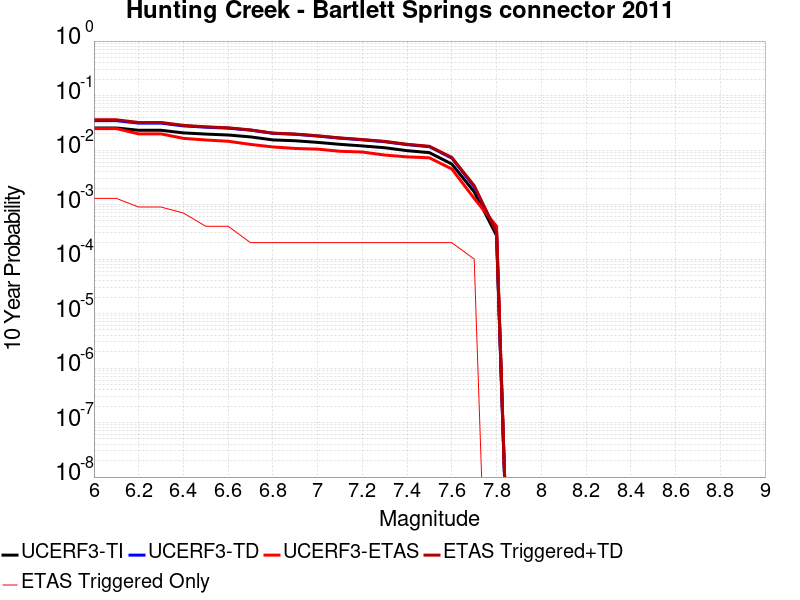 Hunting Creek - Bartlett Springs connector 2011
10 Year Probability
10^0
10^-1
10^-2
10^-3
10^-4
10^-5
10^-6
10^-7
10^-8
6 6.2 6.4 6.6 6.8 7 7.2 7.4 7.6 7.8 8 8.2 8.4 8.6 8.8 9
Magnitude
UCERF3-TI UCERF3-TD UCERF3-ETAS ETAS Triggered+TD
ETAS Triggered Only